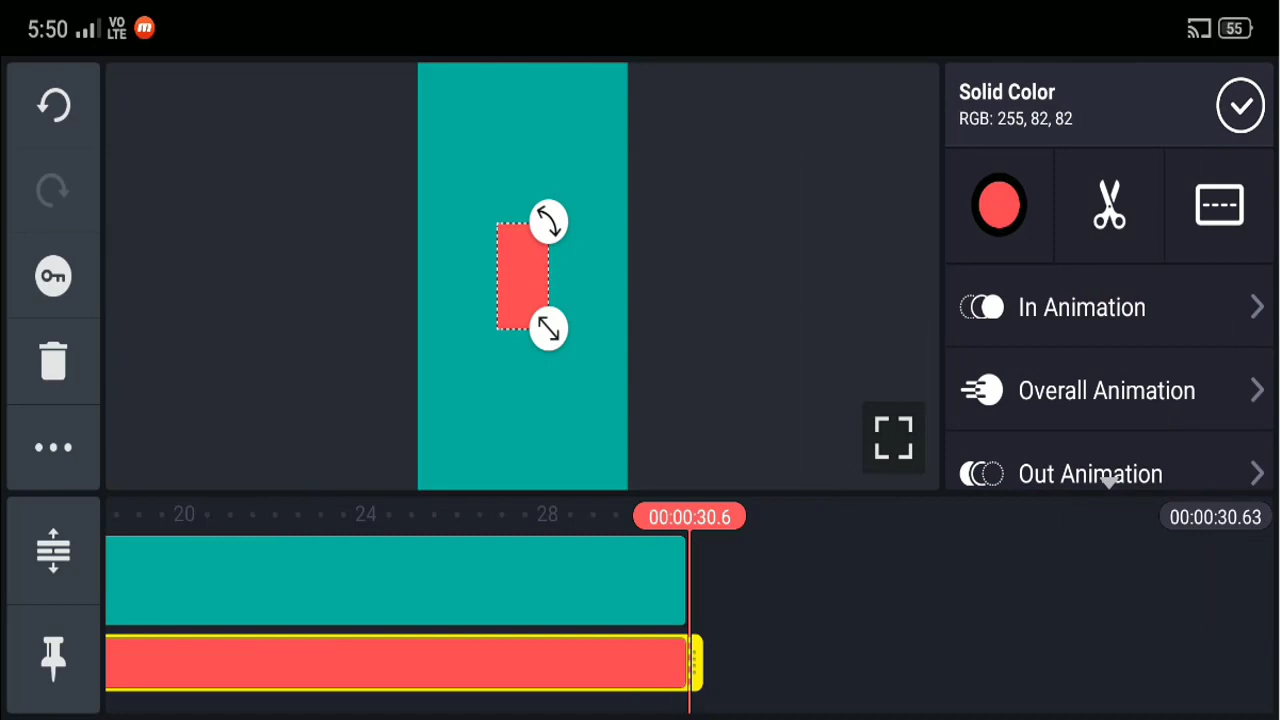 5:50 VO LTE m 55
Solid Color
RGB: 255, 82, 82
In Animation
Overall Animation
Out Animation
20 24 28 00:00:30.6 00:00:30.63